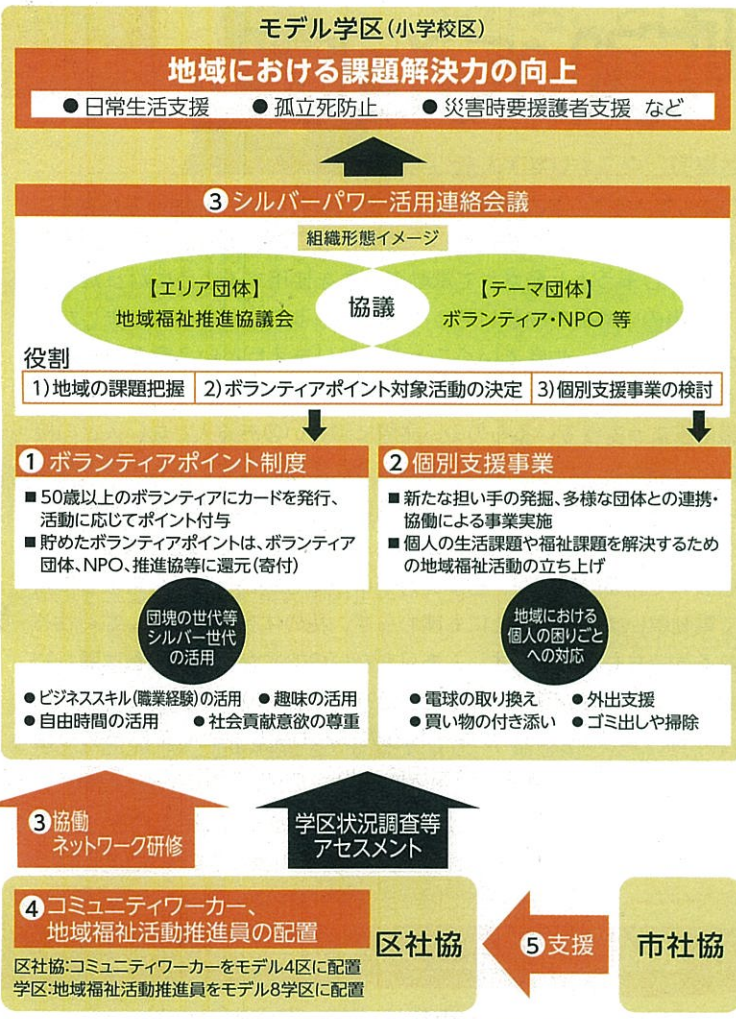 モデル学区(小学校区)
地域における課題解決力の向上
● 日常生活支援 ● 孤立死防止 ● 災害時要援護者支援 など
③ シルバーパワー活用連絡会議
組織形態イメージ
【エリア団体】
地域福祉推進協議会
協議
【テーマ団体】
ボランティア・NPO 等
役割
1)地域の課題把握 2)ボランティアポイント対象活動の決定 3)個別支援事業の検討
① ボランティアポイント制度
■ 50歳以上のボランティアにカードを発行、
活動に応じてポイント付与
■ 貯めたボランティアポイントは、ボランティア
団体、NPO、推進協等に還元(寄付)
団塊の世代等
シルバー世代
の活用
● ビジネススキル(職業経験)の活用 ● 趣味の活用
● 自由時間の活用 ● 社会貢献意欲の尊重
② 個別支援事業
■ 新たな担い手の発掘、多様な団体との連携・
協働による事業実施
■ 個人の生活課題や福祉課題を解決するため
の地域福祉活動の立ち上げ
地域における
個人の困りごと
への対応
● 電球の取り換え ● 外出支援
● 買い物の付き添い ● ゴミ出しや掃除
③ 協働
ネットワーク研修
学区状況調査等
アセスメント
④ コミュニティワーカー、
地域福祉活動推進員の配置
区社協:コミュニティワーカーをモデル4区に配置
学区:地域福祉活動推進員をモデル8学区に配置
区社協
⑤ 支援
市社協